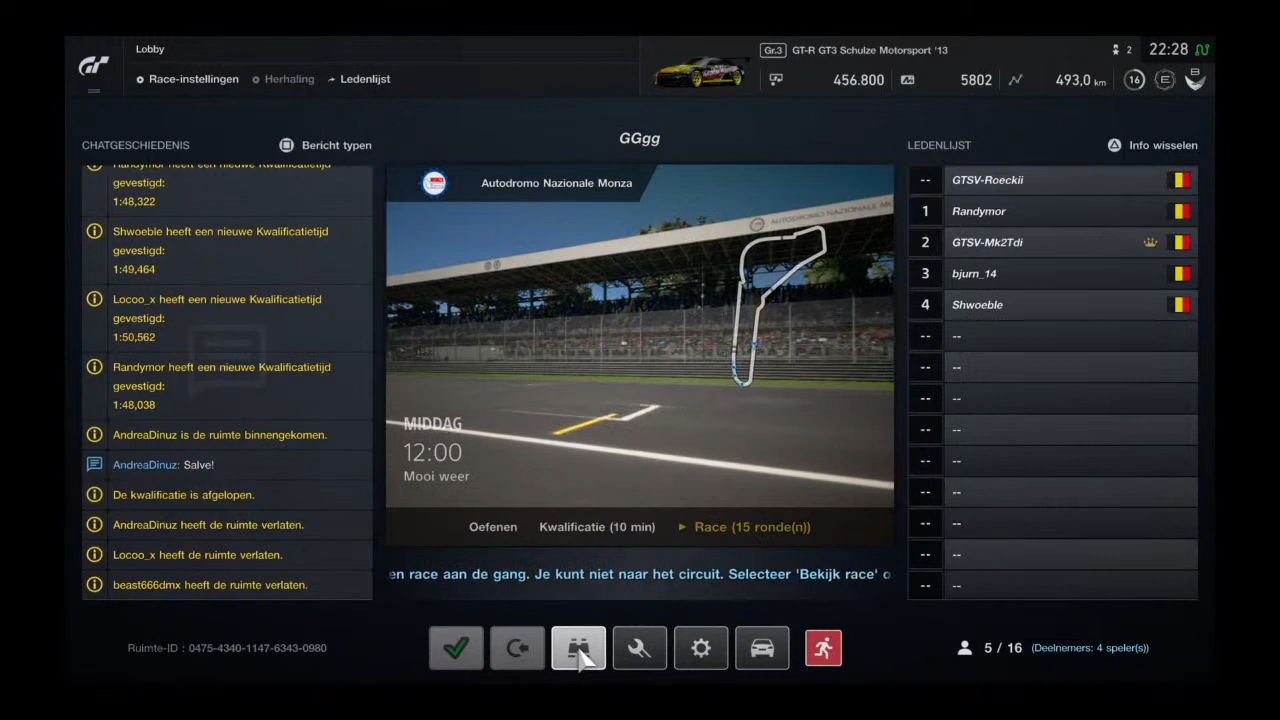 Lobby
Race-instellingen
Herhaling
Ledenlijst
Gr.3
GT-R GT3 Schulze Motorsport '13
2
22:28
456.800
5802
493,0 km
16
E
B
CHATGESCHIEDENIS
Bericht typen
Randymor heeft een nieuwe Kwalificatietijd
gevestigd:
1:48,322
Shwoeble heeft een nieuwe Kwalificatietijd
gevestigd:
1:49,464
Locoo_x heeft een nieuwe Kwalificatietijd
gevestigd:
1:50,562
Randymor heeft een nieuwe Kwalificatietijd
gevestigd:
1:48,038
AndreaDinuz is de ruimte binnengekomen.
AndreaDinuz: Salve!
De kwalificatie is afgelopen.
AndreaDinuz heeft de ruimte verlaten.
Locoo_x heeft de ruimte verlaten.
beast666dmx heeft de ruimte verlaten.
GGgg
Autodromo Nazionale Monza
AUTODROMO NAZIONALE
MIDDAG
12:00
Mooi weer
Oefenen
Kwalificatie (10 min)
Race (15 ronde(n))
en race aan de gang. Je kunt niet naar het circuit. Selecteer 'Bekijk race' o
LEDENLIJST
Info wisselen
-- GTSV-Roeckii
1 Randymor
2 GTSV-Mk2Tdi
3 bjurn_14
4 Shwoeble
-- --
-- --
-- --
-- --
-- --
-- --
-- --
-- --
-- --
Ruimte-ID : 0475-4340-1147-6343-0980
5 / 16 (Deelnemers: 4 speler(s))